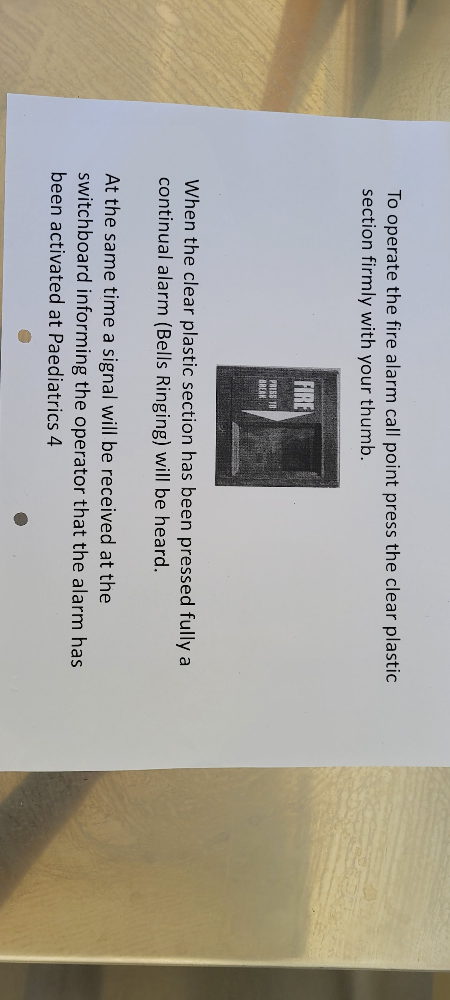 To operate the fire alarm call point press the clear plastic
section firmly with your thumb.
FIRE
PRESS TO
BREAK
When the clear plastic section has been pressed fully a
continual alarm (Bells Ringing) will be heard.
At the same time a signal will be received at the
switchboard informing the operator that the alarm has
been activated at Paediatrics 4